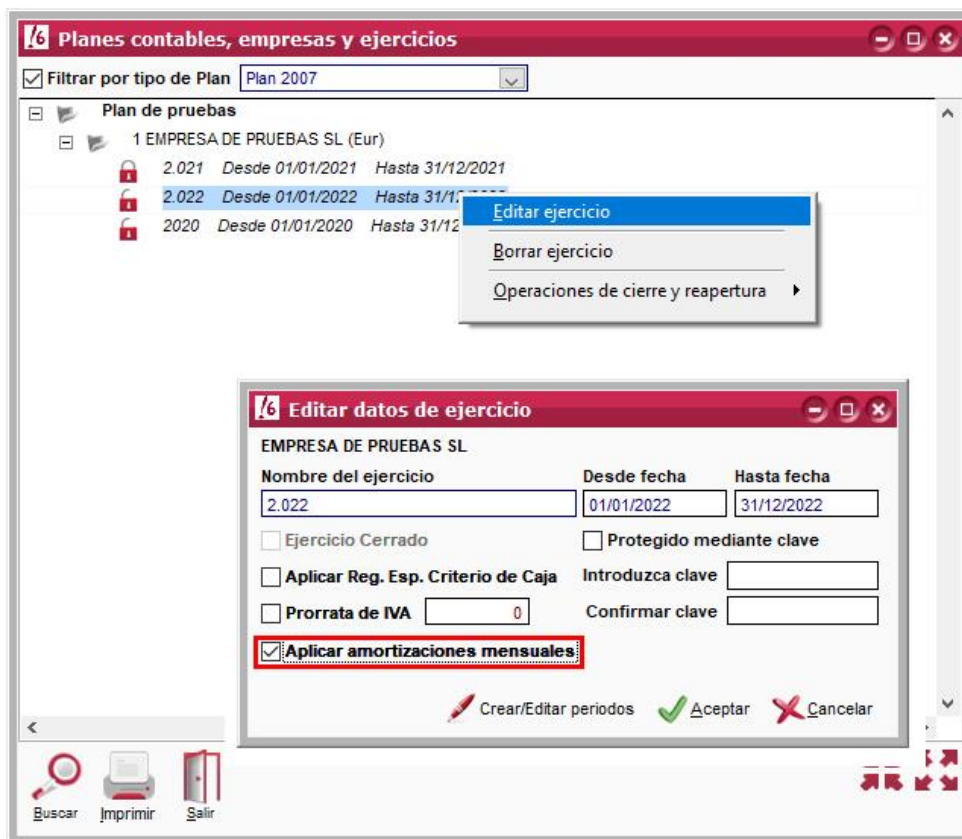 Planes contables, empresas y ejercicios
Filtrar por tipo de Plan Plan 2007
Plan de pruebas
1 EMPRESA DE PRUEBAS SL (Eur)
2.021 Desde 01/01/2021 Hasta 31/12/2021
2.022 Desde 01/01/2022 Hasta 31/1
2020 Desde 01/01/2020 Hasta 31/12
Editar ejercicio
Borrar ejercicio
Operaciones de cierre y reapertura
Editar datos de ejercicio
EMPRESA DE PRUEBAS SL
Nombre del ejercicio Desde fecha Hasta fecha
2.022 01/01/2022 31/12/2022
Ejercicio Cerrado Protegido mediante clave
Aplicar Reg. Esp. Criterio de Caja Introduzca clave
Prorrata de IVA 0 Confirmar clave
Aplicar amortizaciones mensuales
Crear/Editar periodos Aceptar Cancelar
Buscar Imprimir Salir